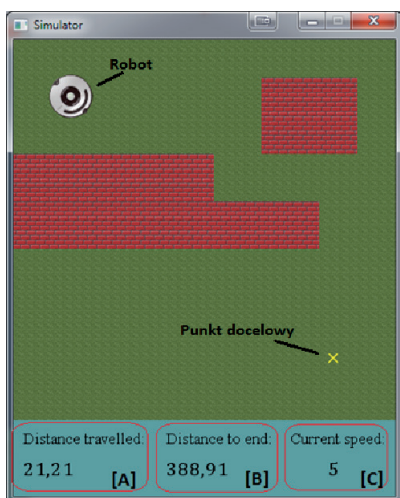 Simulator
Robot
Punkt docelowy
Distance travelled: Distance to end: Current speed:
21,21 [A] 388,91 [B] 5 [C]